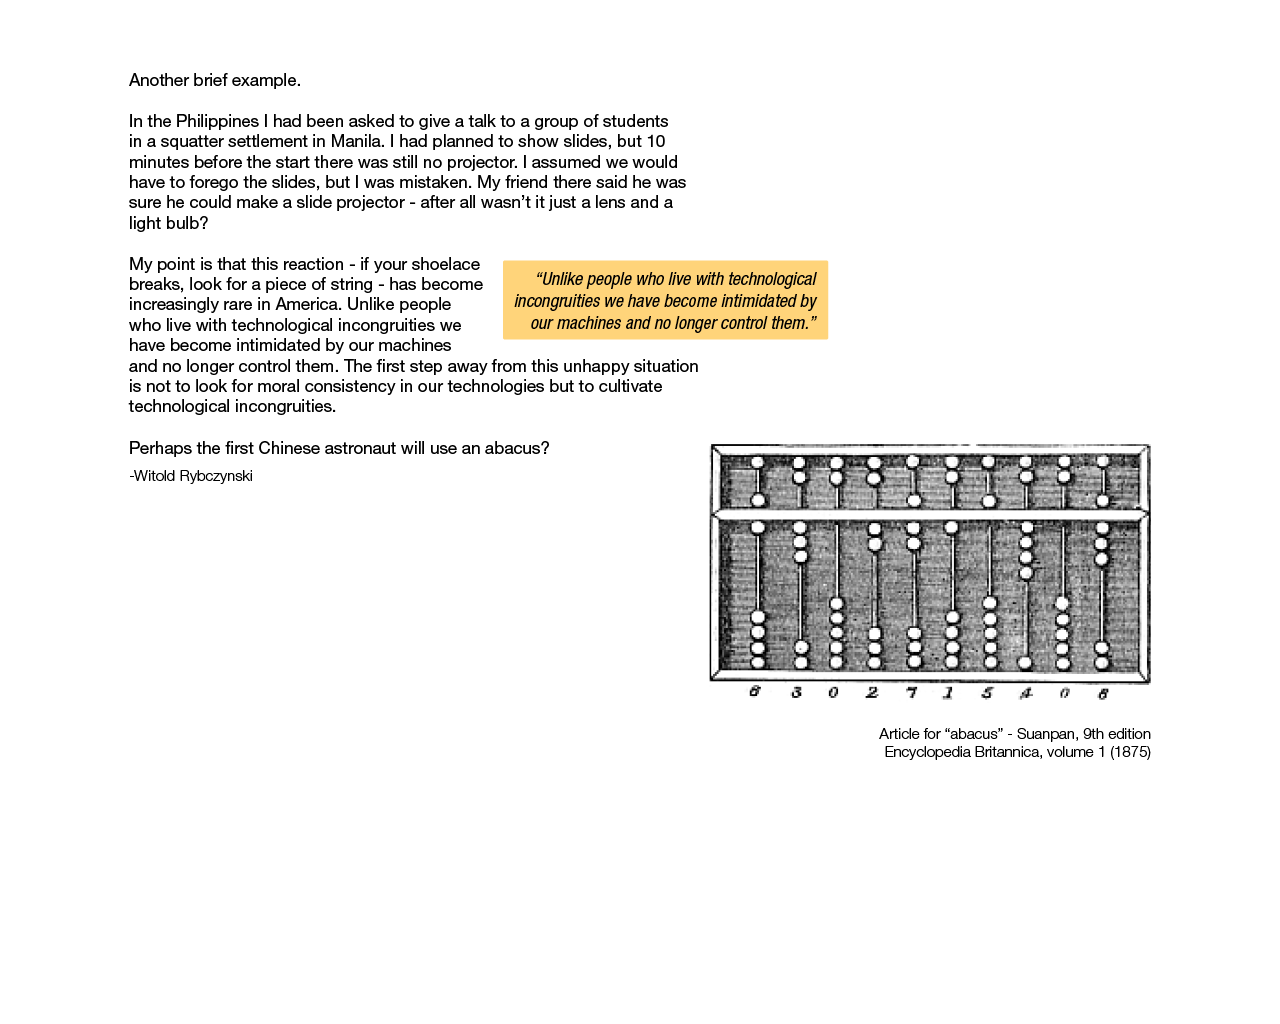 Another brief example.
In the Philippines I had been asked to give a talk to a group of students
in a squatter settlement in Manila. I had planned to show slides, but 10
minutes before the start there was still no projector. I assumed we would
have to forego the slides, but I was mistaken. My friend there said he was
sure he could make a slide projector - after all wasn’t it just a lens and a
light bulb?
My point is that this reaction - if your shoelace
breaks, look for a piece of string - has become
increasingly rare in America. Unlike people
who live with technological incongruities we
have become intimidated by our machines
and no longer control them. The first step away from this unhappy situation
is not to look for moral consistency in our technologies but to cultivate
technological incongruities.
“Unlike people who live with technological
incongruities we have become intimidated by
our machines and no longer control them.”
Perhaps the first Chinese astronaut will use an abacus?
-Witold Rybczynski
6 3 0 2 7 1 5 4 0 8
Article for “abacus” - Suanpan, 9th edition
Encyclopedia Britannica, volume 1 (1875)